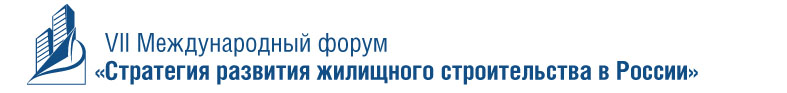 VII Международный форум
«Стратегия развития жилищного строительства в России»